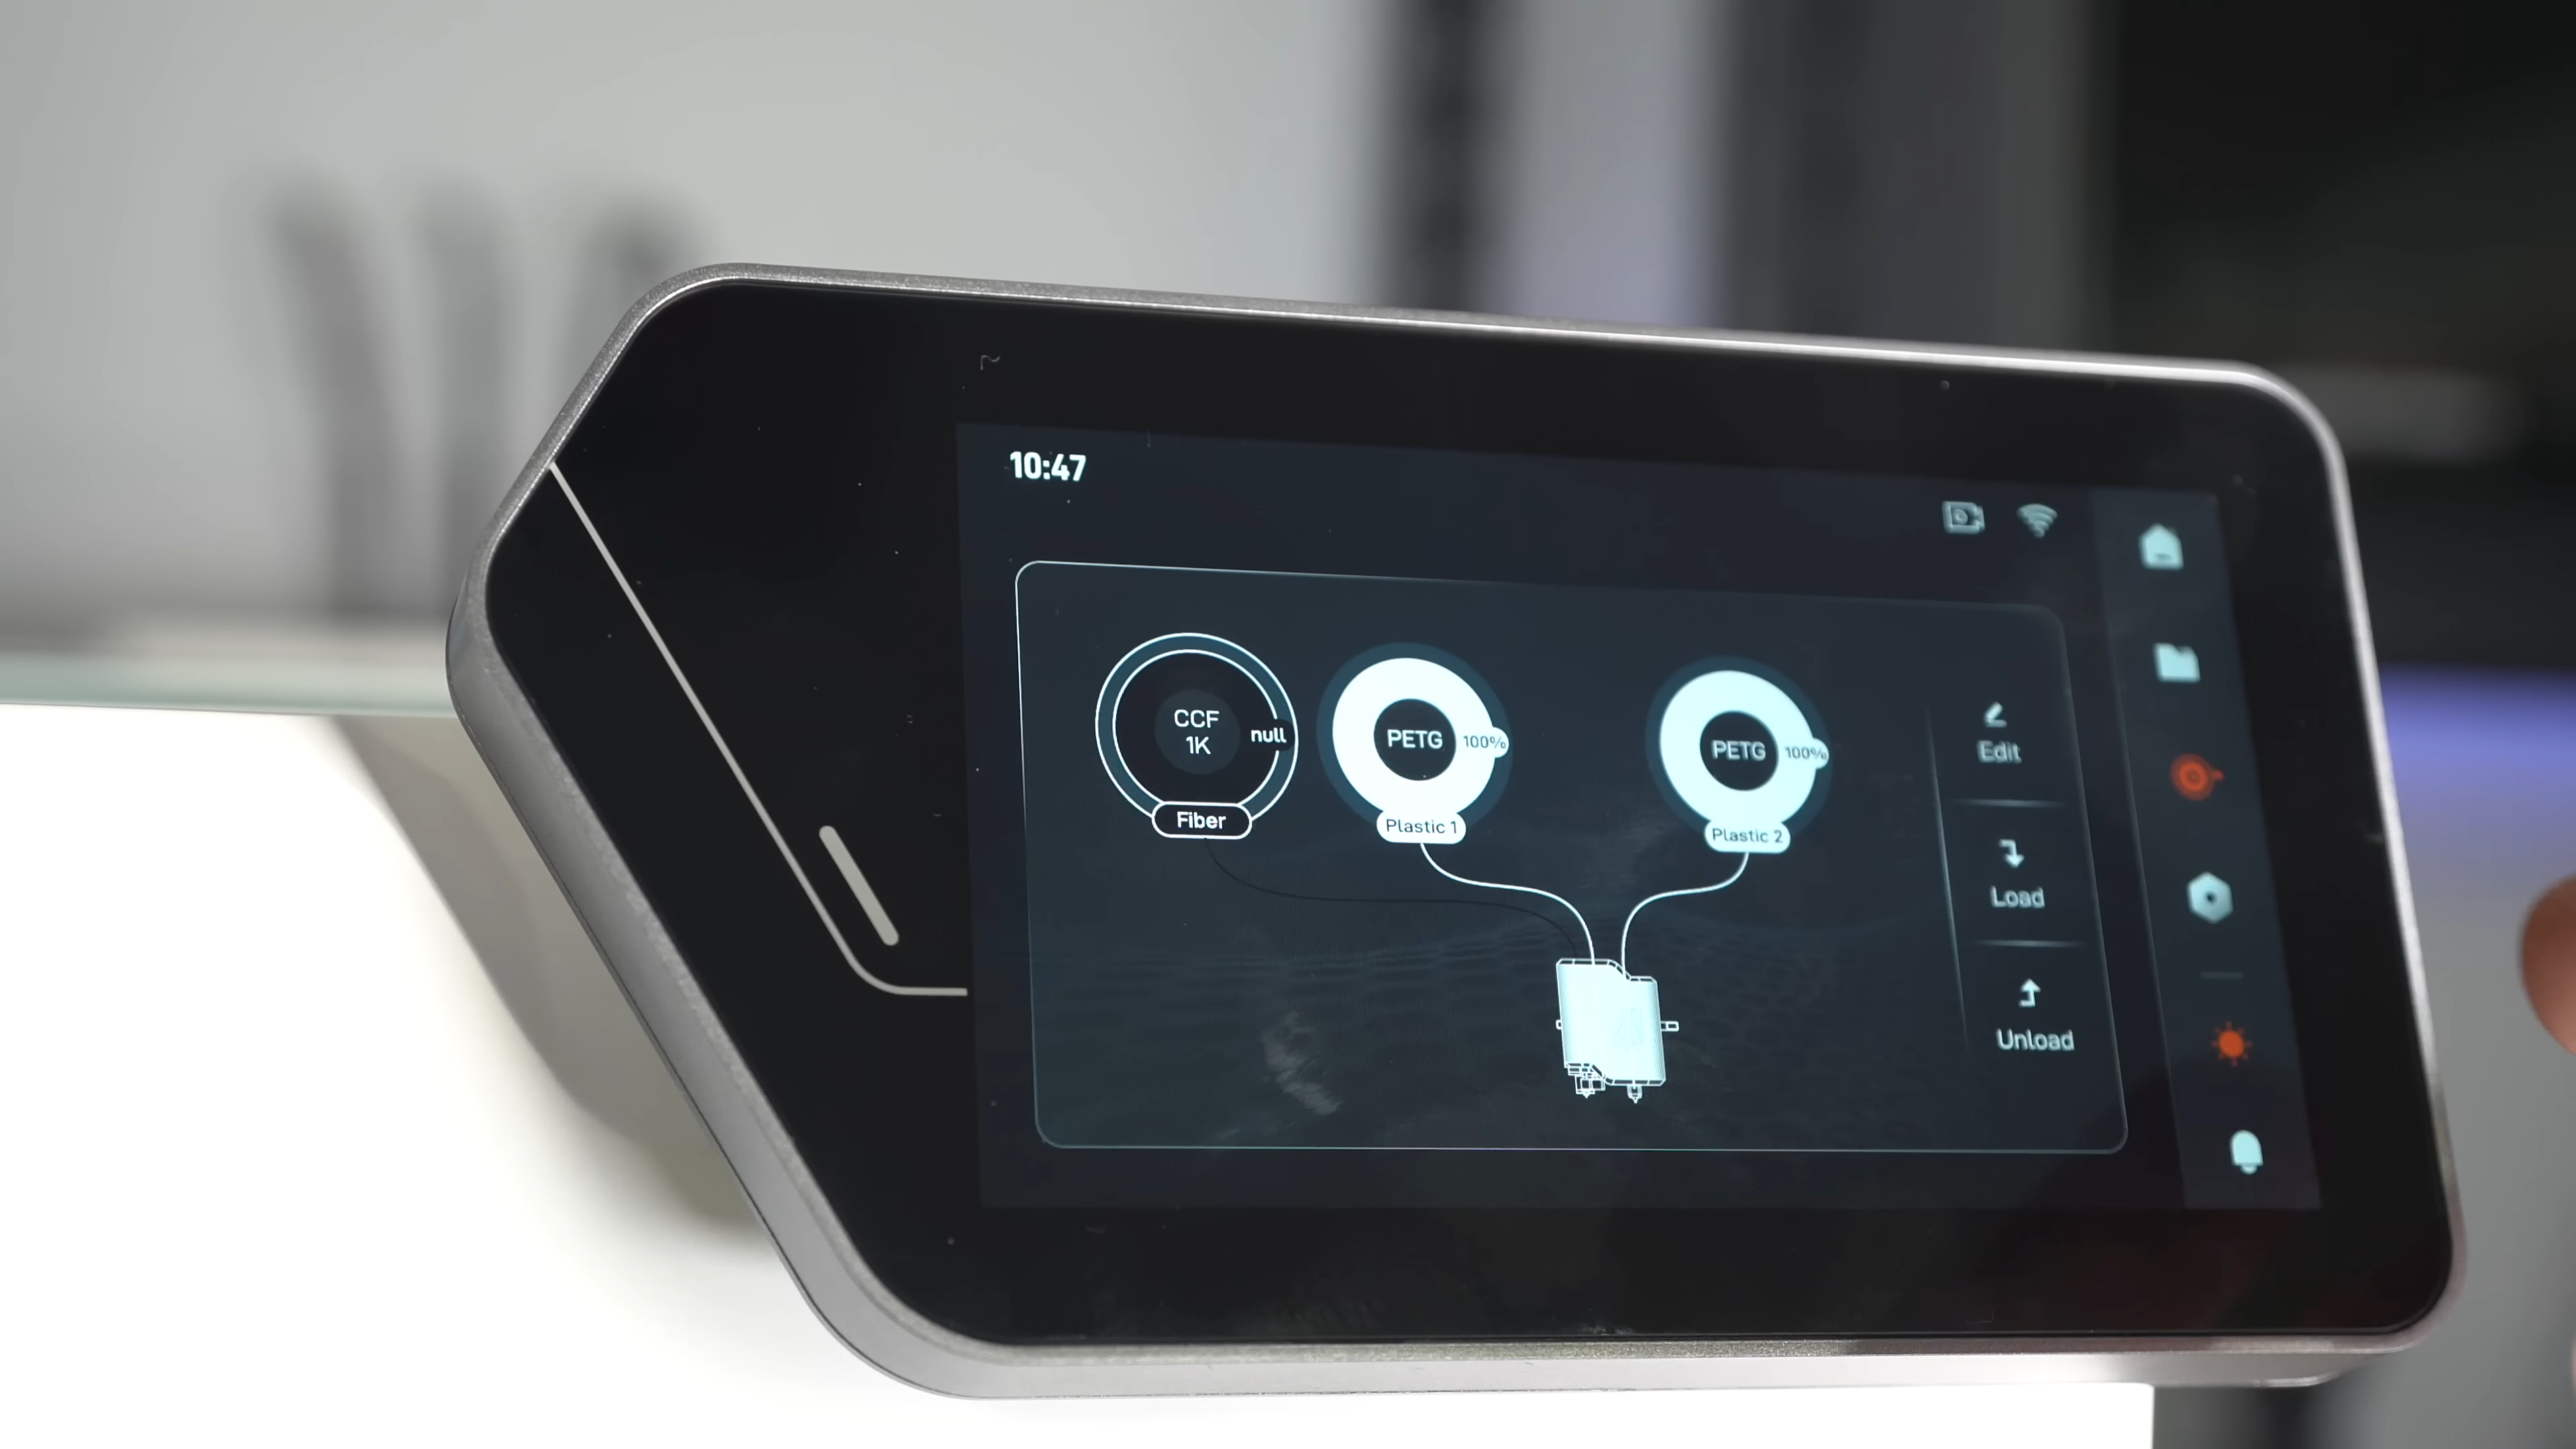 10:47
CCF
1K
null
Fiber
PETG
100%
Plastic 1
PETG
100%
Plastic 2
Edit
Load
Unload